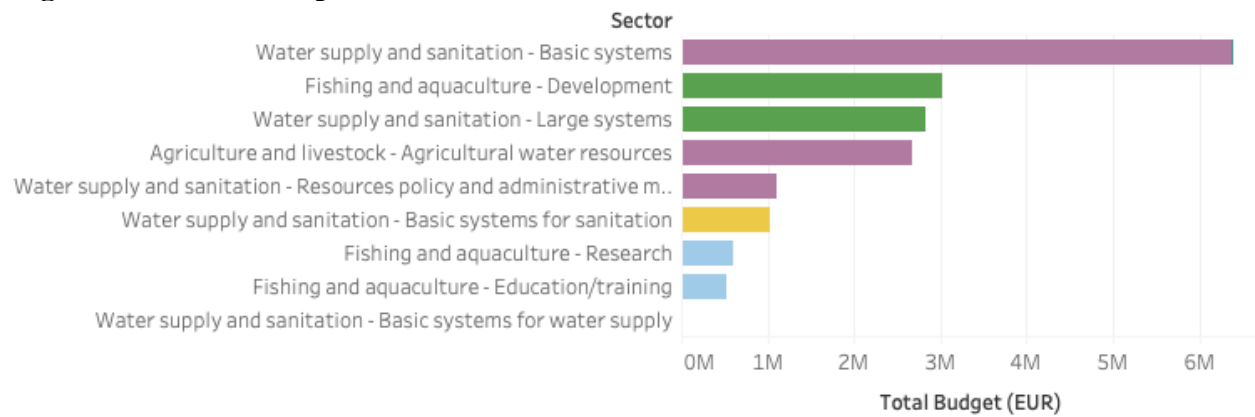 Sector
Water supply and sanitation - Basic systems
Fishing and aquaculture - Development
Water supply and sanitation - Large systems
Agriculture and livestock - Agricultural water resources
Water supply and sanitation - Resources policy and administrative m..
Water supply and sanitation - Basic systems for sanitation
Fishing and aquaculture - Research
Fishing and aquaculture - Education/training
Water supply and sanitation - Basic systems for water supply
0M 1M 2M 3M 4M 5M 6M
Total Budget (EUR)